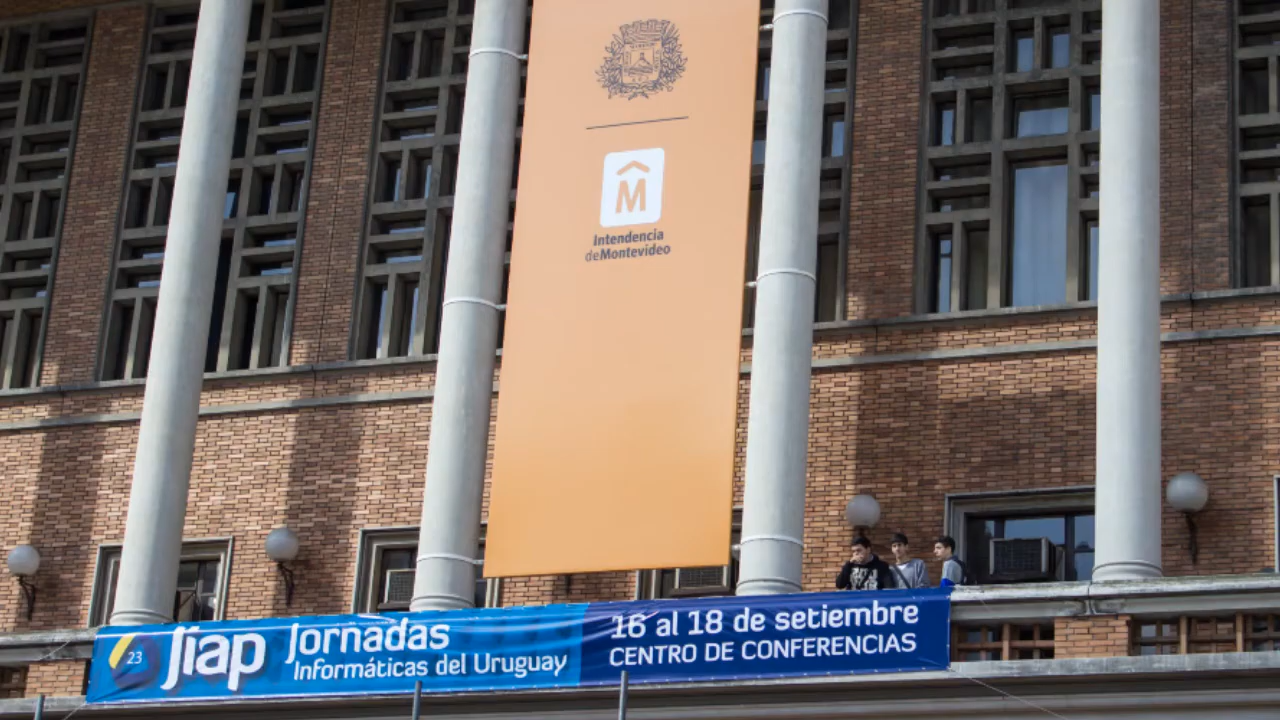 M
Intendencia
deMontevideo
23
Jiap
Jornadas
Informáticas del Uruguay
16 al 18 de setiembre
CENTRO DE CONFERENCIAS